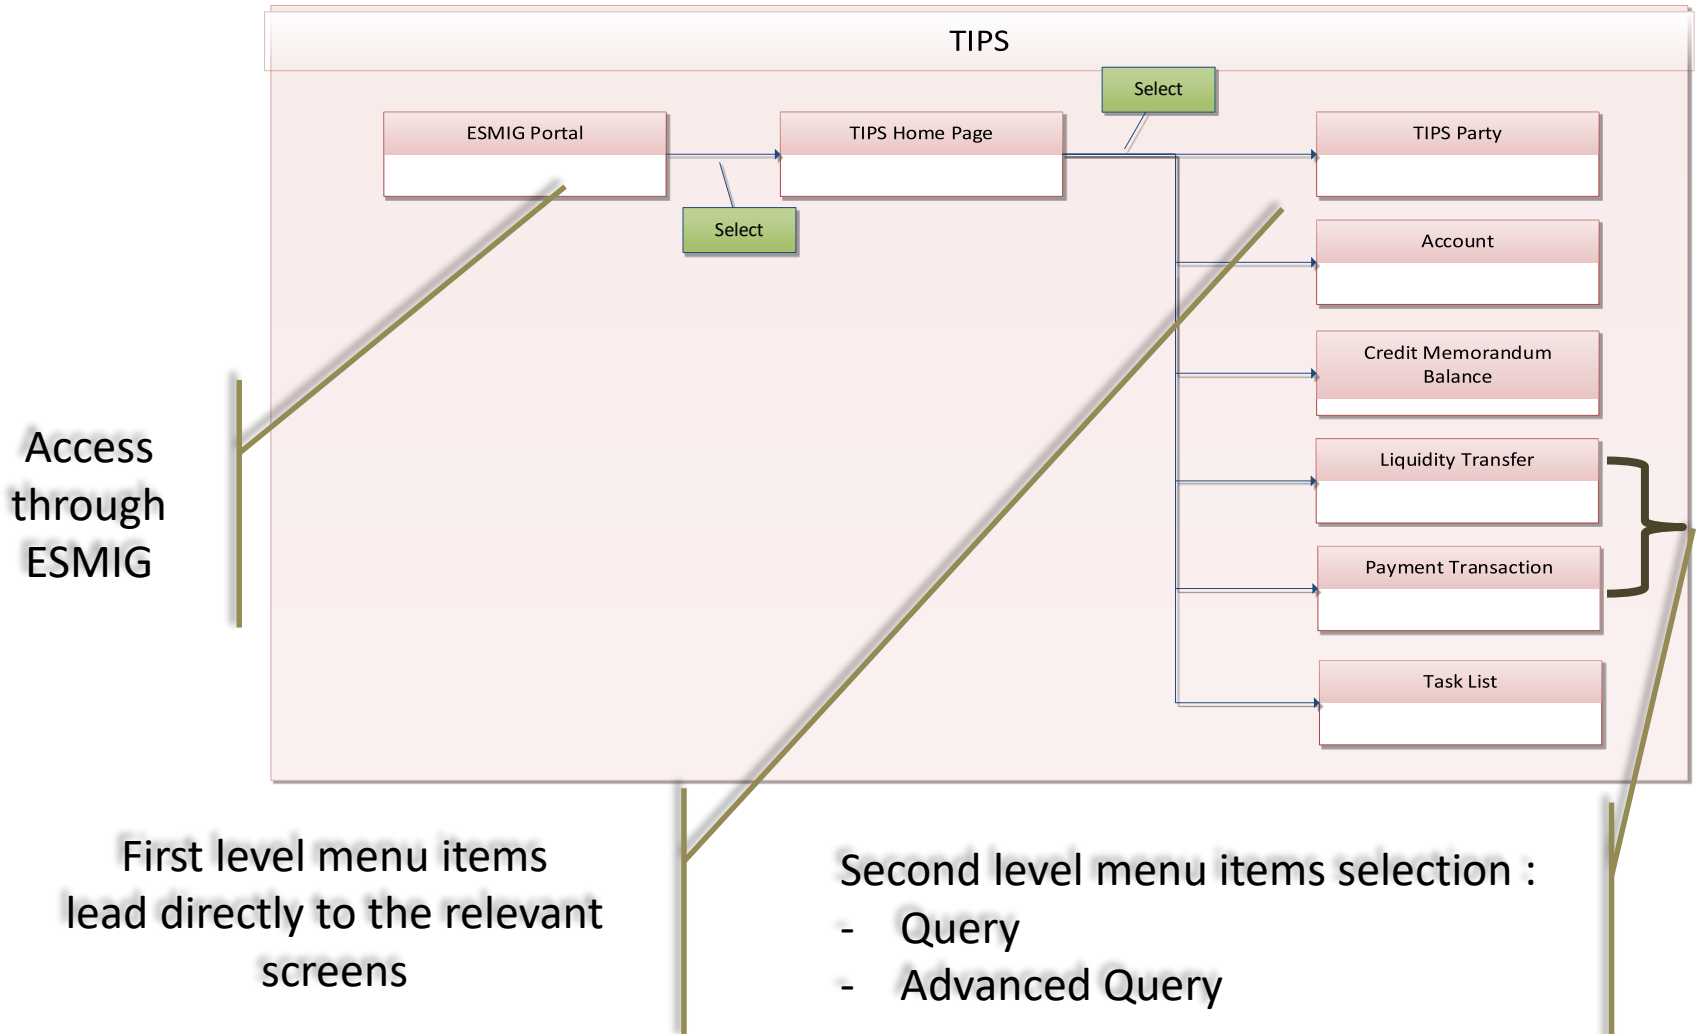 TIPS
Select
ESMIG Portal
TIPS Home Page
TIPS Party
Select
Account
Credit Memorandum
Balance
Liquidity Transfer
Payment Transaction
Task List
Access
through
ESMIG
First level menu items
lead directly to the relevant
screens
Second level menu items selection :
- Query
- Advanced Query